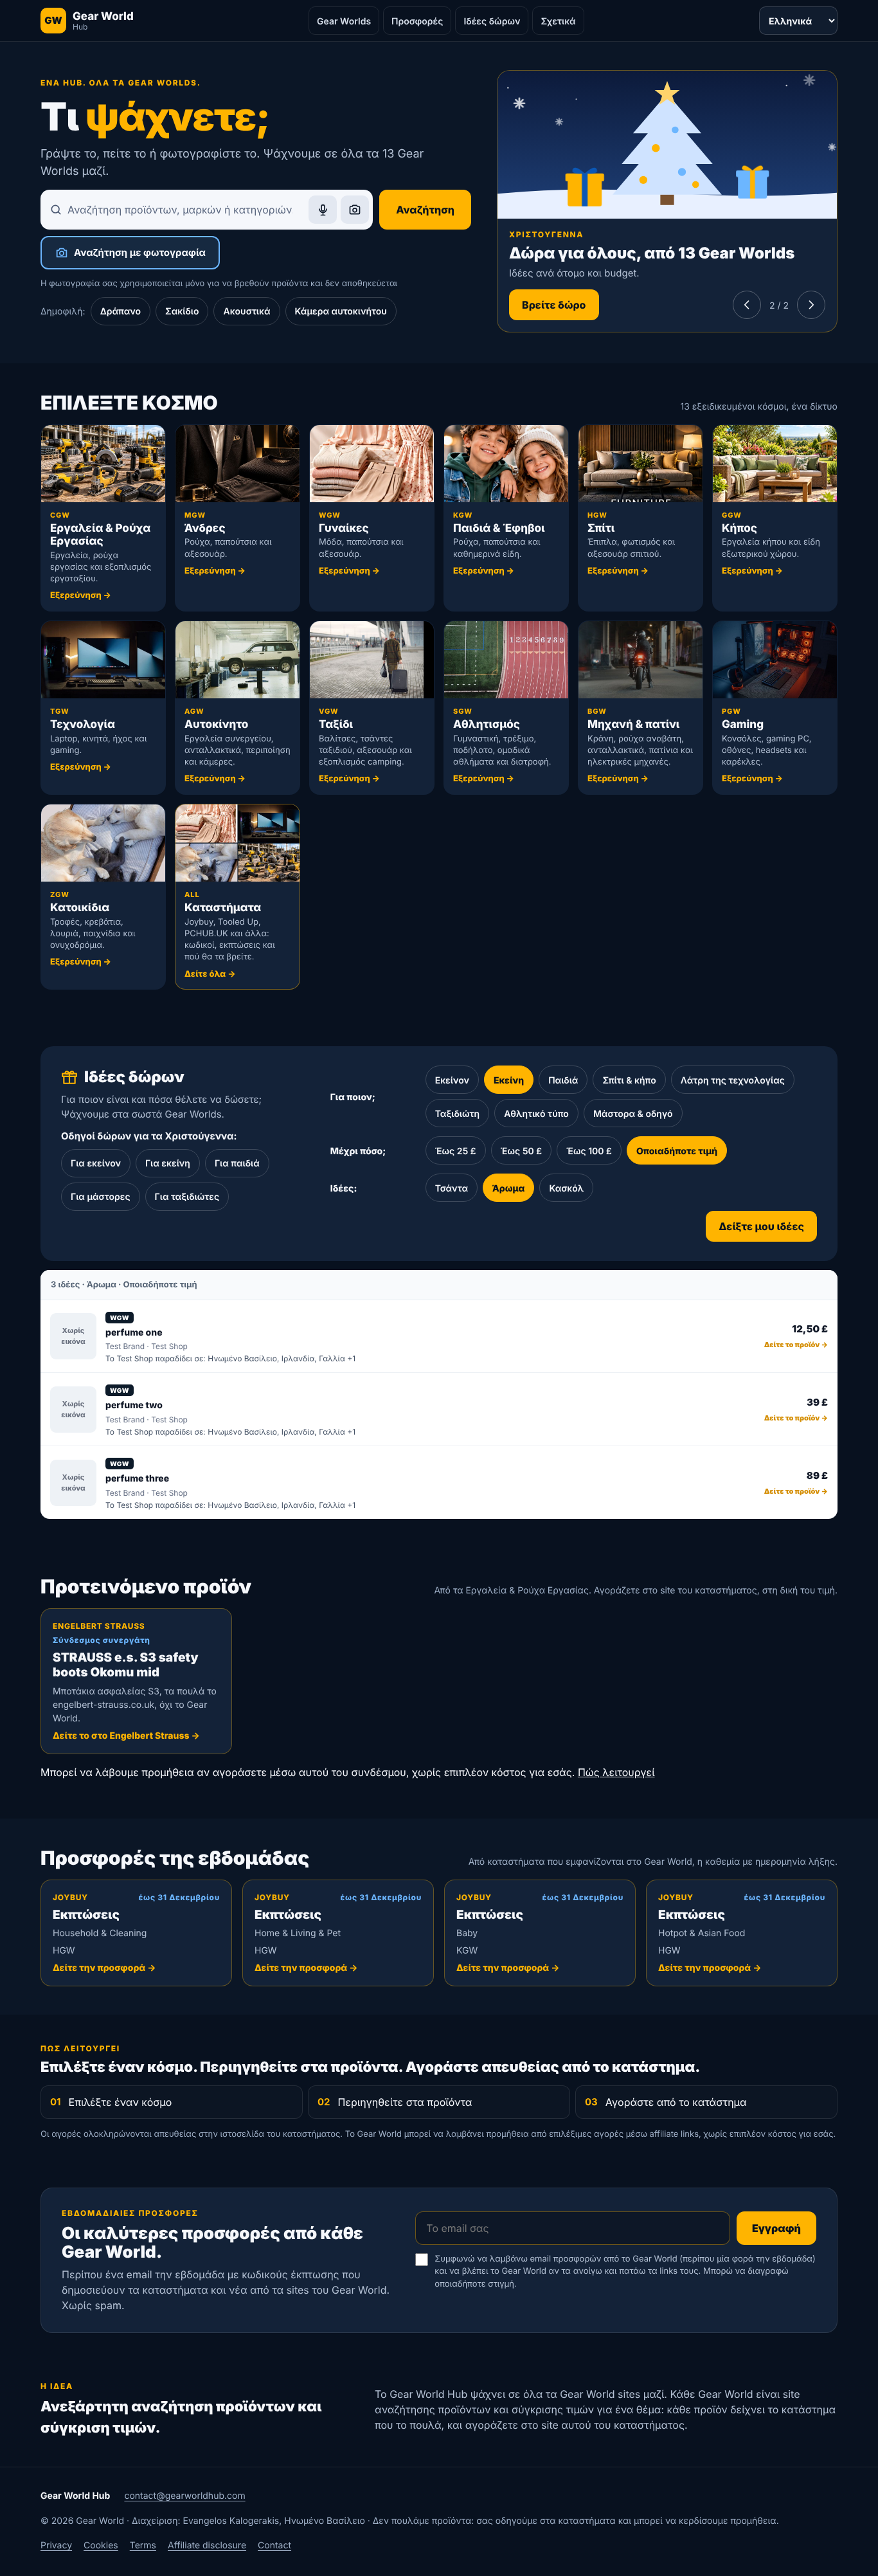 GW
Gear World
Hub
Gear Worlds
Προσφορές
Ιδέες δώρων
Σχετικά
Ελληνικά
ΕΝΑ HUB. ΟΛΑ ΤΑ GEAR WORLDS.
Τι ψάχνετε;
Γράψτε το, πείτε το ή φωτογραφίστε το. Ψάχνουμε σε όλα τα 13 Gear
Worlds μαζί.
Αναζήτηση προϊόντων, μαρκών ή κατηγοριών
Αναζήτηση
Αναζήτηση με φωτογραφία
Η φωτογραφία σας χρησιμοποιείται μόνο για να βρεθούν προϊόντα και δεν αποθηκεύεται
Δημοφιλή:
Δράπανο
Σακίδιο
Ακουστικά
Κάμερα αυτοκινήτου
ΧΡΙΣΤΟΥΓΕΝΝΑ
Δώρα για όλους, από 13 Gear Worlds
Ιδέες ανά άτομο και budget.
Βρείτε δώρο
2 / 2
ΕΠΙΛΕΞΤΕ ΚΟΣΜΟ
13 εξειδικευμένοι κόσμοι, ένα δίκτυο
CGW
Εργαλεία & Ρούχα
Εργασίας
Εργαλεία, ρούχα
εργασίας και εξοπλισμός
εργοταξίου.
Εξερεύνηση →
MGW
Άνδρες
Ρούχα, παπούτσια και
αξεσουάρ.
Εξερεύνηση →
WGW
Γυναίκες
Μόδα, παπούτσια και
αξεσουάρ.
Εξερεύνηση →
KGW
Παιδιά & Έφηβοι
Ρούχα, παπούτσια και
καθημερινά είδη.
Εξερεύνηση →
FURNITURE
HGW
Σπίτι
Έπιπλα, φωτισμός και
αξεσουάρ σπιτιού.
Εξερεύνηση →
GGW
Κήπος
Εργαλεία κήπου και είδη
εξωτερικού χώρου.
Εξερεύνηση →
TGW
Τεχνολογία
Laptop, κινητά, ήχος και
gaming.
Εξερεύνηση →
AGW
Αυτοκίνητο
Εργαλεία συνεργείου,
ανταλλακτικά, περιποίηση
και κάμερες.
Εξερεύνηση →
VGW
Ταξίδι
Βαλίτσες, τσάντες
ταξιδιού, αξεσουάρ και
εξοπλισμός camping.
Εξερεύνηση →
1 2 3 4 5 6 7 8 9
SGW
Αθλητισμός
Γυμναστική, τρέξιμο,
ποδήλατο, ομαδικά
αθλήματα και διατροφή.
Εξερεύνηση →
BGW
Μηχανή & πατίνι
Κράνη, ρούχα αναβάτη,
ανταλλακτικά, πατίνια και
ηλεκτρικές μηχανές.
Εξερεύνηση →
PGW
Gaming
Κονσόλες, gaming PC,
οθόνες, headsets και
καρέκλες.
Εξερεύνηση →
ZGW
Κατοικίδια
Τροφές, κρεβάτια,
λουριά, παιχνίδια και
ονυχοδρόμια.
Εξερεύνηση →
ALL
Καταστήματα
Joybuy, Tooled Up,
PCHUB.UK και άλλα:
κωδικοί, εκπτώσεις και
πού θα τα βρείτε.
Δείτε όλα →
Ιδέες δώρων
Για ποιον είναι και πόσα θέλετε να δώσετε;
Ψάχνουμε στα σωστά Gear Worlds.
Οδηγοί δώρων για τα Χριστούγεννα:
Για εκείνον
Για εκείνη
Για παιδιά
Για μάστορες
Για ταξιδιώτες
Για ποιον;
Εκείνον
Εκείνη
Παιδιά
Σπίτι & κήπο
Λάτρη της τεχνολογίας
Ταξιδιώτη
Αθλητικό τύπο
Μάστορα & οδηγό
Μέχρι πόσο;
Έως 25 £
Έως 50 £
Έως 100 £
Οποιαδήποτε τιμή
Ιδέες:
Τσάντα
Άρωμα
Κασκόλ
Δείξτε μου ιδέες
3 ιδέες · Άρωμα · Οποιαδήποτε τιμή
Χωρίς
εικόνα
WGW
perfume one
Test Brand · Test Shop
Το Test Shop παραδίδει σε: Ηνωμένο Βασίλειο, Ιρλανδία, Γαλλία +1
12,50 £
Δείτε το προϊόν →
Χωρίς
εικόνα
WGW
perfume two
Test Brand · Test Shop
Το Test Shop παραδίδει σε: Ηνωμένο Βασίλειο, Ιρλανδία, Γαλλία +1
39 £
Δείτε το προϊόν →
Χωρίς
εικόνα
WGW
perfume three
Test Brand · Test Shop
Το Test Shop παραδίδει σε: Ηνωμένο Βασίλειο, Ιρλανδία, Γαλλία +1
89 £
Δείτε το προϊόν →
Προτεινόμενο προϊόν
Από τα Εργαλεία & Ρούχα Εργασίας. Αγοράζετε στο site του καταστήματος, στη δική του τιμή.
ENGELBERT STRAUSS
Σύνδεσμος συνεργάτη
STRAUSS e.s. S3 safety
boots Okomu mid
Μποτάκια ασφαλείας S3, τα πουλά το
engelbert-strauss.co.uk, όχι το Gear
World.
Δείτε το στο Engelbert Strauss →
Μπορεί να λάβουμε προμήθεια αν αγοράσετε μέσω αυτού του συνδέσμου, χωρίς επιπλέον κόστος για εσάς. Πώς λειτουργεί
Προσφορές της εβδομάδας
Από καταστήματα που εμφανίζονται στο Gear World, η καθεμία με ημερομηνία λήξης.
JOYBUY
έως 31 Δεκεμβρίου
Εκπτώσεις
Household & Cleaning
HGW
Δείτε την προσφορά →
JOYBUY
έως 31 Δεκεμβρίου
Εκπτώσεις
Home & Living & Pet
HGW
Δείτε την προσφορά →
JOYBUY
έως 31 Δεκεμβρίου
Εκπτώσεις
Baby
KGW
Δείτε την προσφορά →
JOYBUY
έως 31 Δεκεμβρίου
Εκπτώσεις
Hotpot & Asian Food
HGW
Δείτε την προσφορά →
ΠΩΣ ΛΕΙΤΟΥΡΓΕΙ
Επιλέξτε έναν κόσμο. Περιηγηθείτε στα προϊόντα. Αγοράστε απευθείας από το κατάστημα.
01 Επιλέξτε έναν κόσμο
02 Περιηγηθείτε στα προϊόντα
03 Αγοράστε από το κατάστημα
Οι αγορές ολοκληρώνονται απευθείας στην ιστοσελίδα του καταστήματος. Το Gear World μπορεί να λαμβάνει προμήθεια από επιλέξιμες αγορές μέσω affiliate links, χωρίς επιπλέον κόστος για εσάς.
ΕΒΔΟΜΑΔΙΑΙΕΣ ΠΡΟΣΦΟΡΕΣ
Οι καλύτερες προσφορές από κάθε
Gear World.
Περίπου ένα email την εβδομάδα με κωδικούς έκπτωσης που
δημοσιεύουν τα καταστήματα και νέα από τα sites του Gear World.
Χωρίς spam.
Το email σας
Εγγραφή
Συμφωνώ να λαμβάνω email προσφορών από το Gear World (περίπου μία φορά την εβδομάδα)
και να βλέπει το Gear World αν τα ανοίγω και πατάω τα links τους. Μπορώ να διαγραφώ
οποιαδήποτε στιγμή.
Η ΙΔΕΑ
Ανεξάρτητη αναζήτηση προϊόντων και
σύγκριση τιμών.
Το Gear World Hub ψάχνει σε όλα τα Gear World sites μαζί. Κάθε Gear World είναι site
αναζήτησης προϊόντων και σύγκρισης τιμών για ένα θέμα: κάθε προϊόν δείχνει το κατάστημα
που το πουλά, και αγοράζετε στο site αυτού του καταστήματος.
Gear World Hub
contact@gearworldhub.com
© 2026 Gear World · Διαχείριση: Evangelos Kalogerakis, Ηνωμένο Βασίλειο · Δεν πουλάμε προϊόντα: σας οδηγούμε στα καταστήματα και μπορεί να κερδίσουμε προμήθεια.
Privacy
Cookies
Terms
Affiliate disclosure
Contact